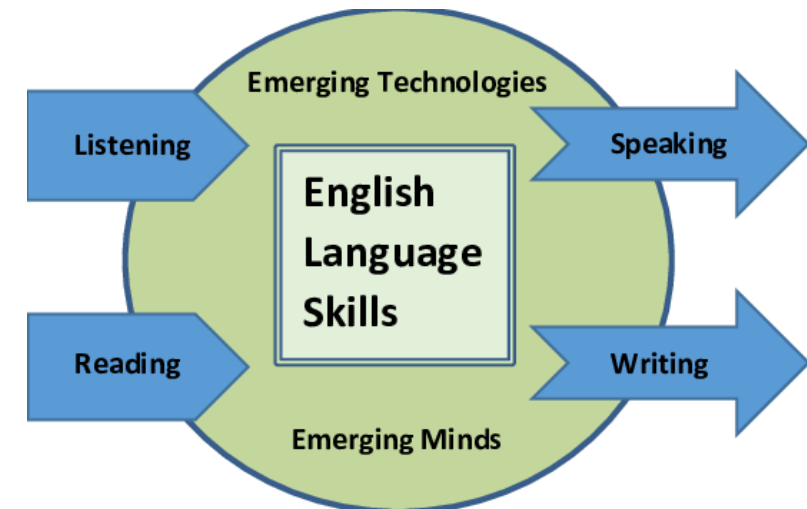 Emerging Technologies
Listening
Speaking
English
Language
Skills
Reading
Writing
Emerging Minds